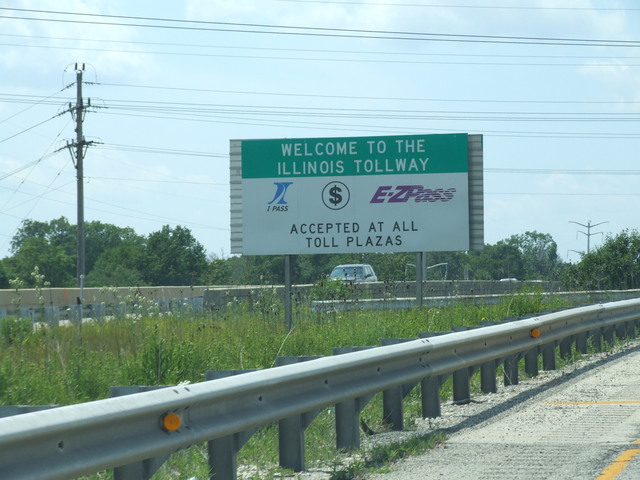 WELCOME TO THE
ILLINOIS TOLLWAY
I-PASS $ E-ZPass
ACCEPTED AT ALL
TOLL PLAZAS